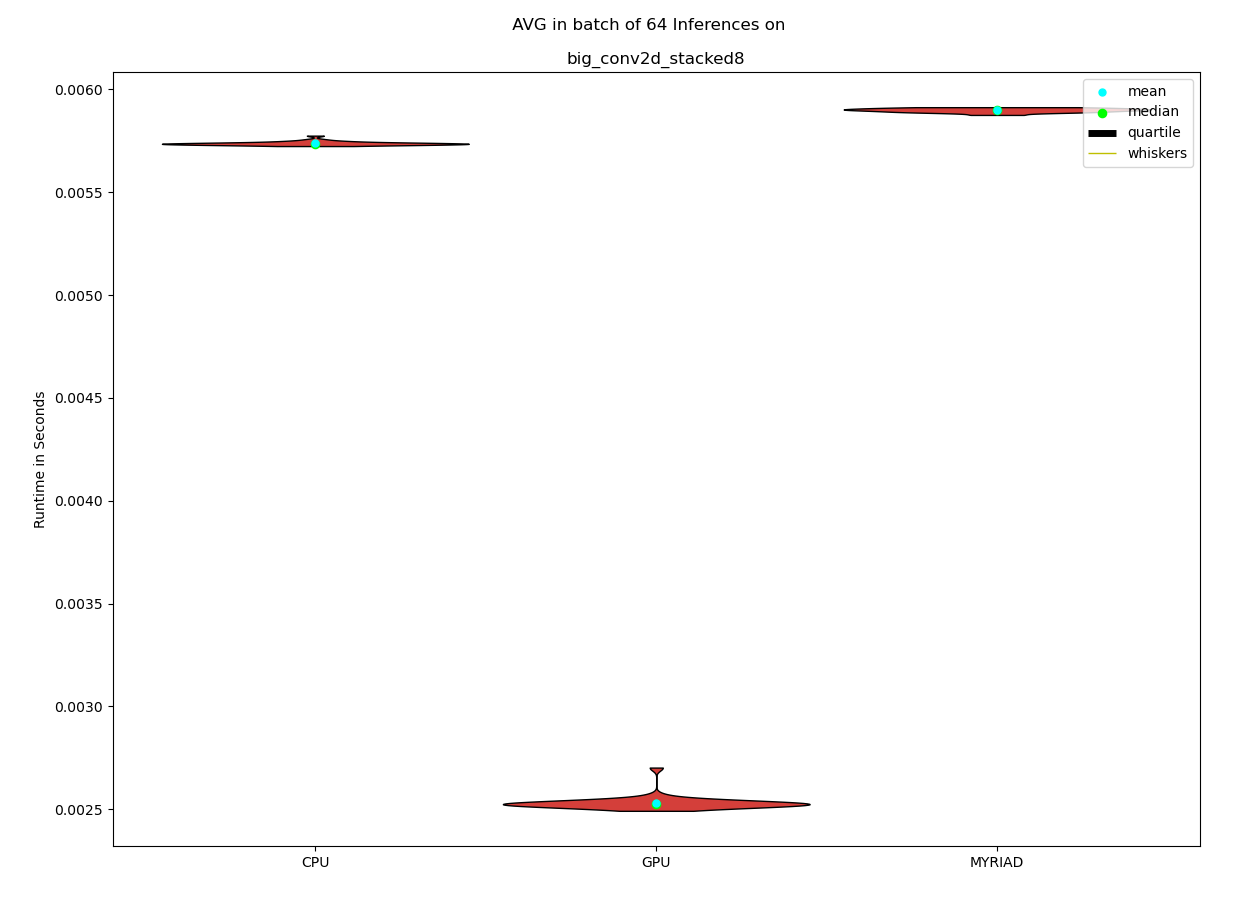 AVG in batch of 64 Inferences on
big_conv2d_stacked8
mean
median
quartile
whiskers
Runtime in Seconds
0.0060
0.0055
0.0050
0.0045
0.0040
0.0035
0.0030
0.0025
CPU
GPU
MYRIAD